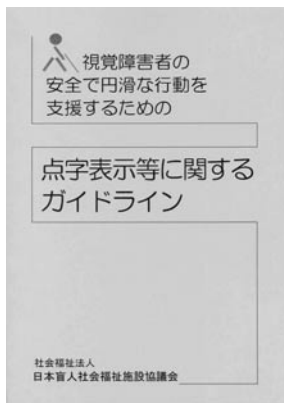 視覚障害者の
安全で円滑な行動を
支援するための
点字表示等に関する
ガイドライン
社会福祉法人
日本盲人社会福祉施設協議会